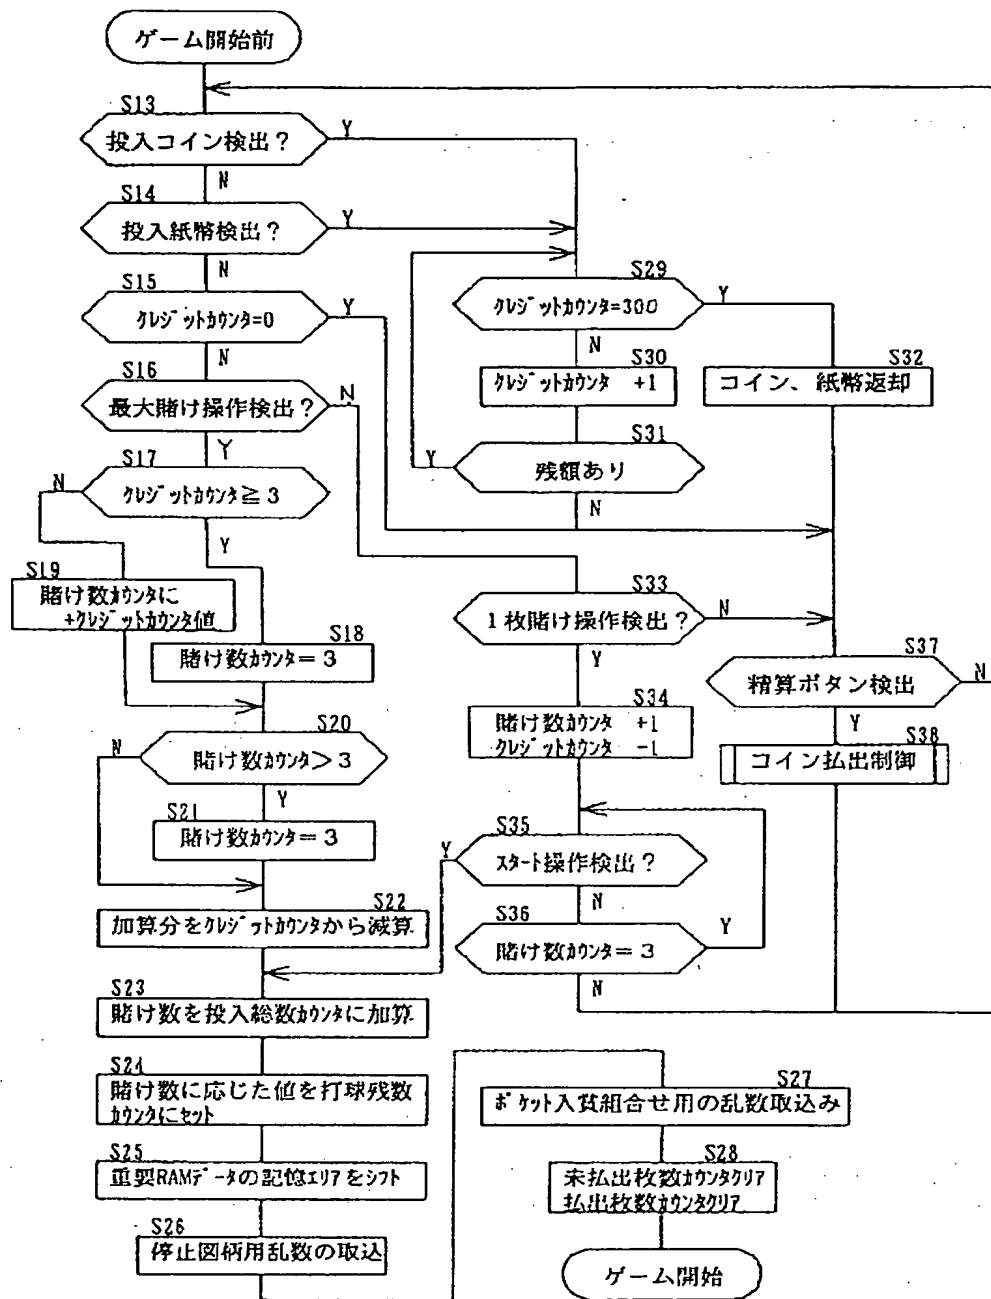 ゲーム開始前
S13
投入コイン検出？
Y
N
S14
投入紙幣検出？
Y
N
S15
クレジットカウンタ=0
Y
N
S16
最大賭け操作検出？
N
Y
S17
クレジットカウンタ≧3
N
Y
S19
賭け数カウンタに
+クレジットカウンタ値
S18
賭け数カウンタ＝3
S20
賭け数カウンタ＞3
N
Y
S21
賭け数カウンタ＝3
S22
加算分をクレジットカウンタから減算
S23
賭け数を投入総数カウンタに加算
S24
賭け数に応じた値を打球残数
カウンタにセット
S25
重要RAMデータの記憶エリアをシフト
S26
停止図柄用乱数の取込
S29
クレジットカウンタ=300
Y
N
S30
クレジットカウンタ +1
S31
残額あり
Y
N
S32
コイン、紙幣返却
S33
1枚賭け操作検出？
N
Y
S34
賭け数カウンタ +1
クレジットカウンタ -1
S35
スタート操作検出？
Y
N
S36
賭け数カウンタ＝3
Y
N
S37
精算ボタン検出
N
Y
S38
コイン払出制御
S27
ポケット入賞組合せ用の乱数取込み
S28
未払出枚数カウンタクリア
払出枚数カウンタクリア
ゲーム開始